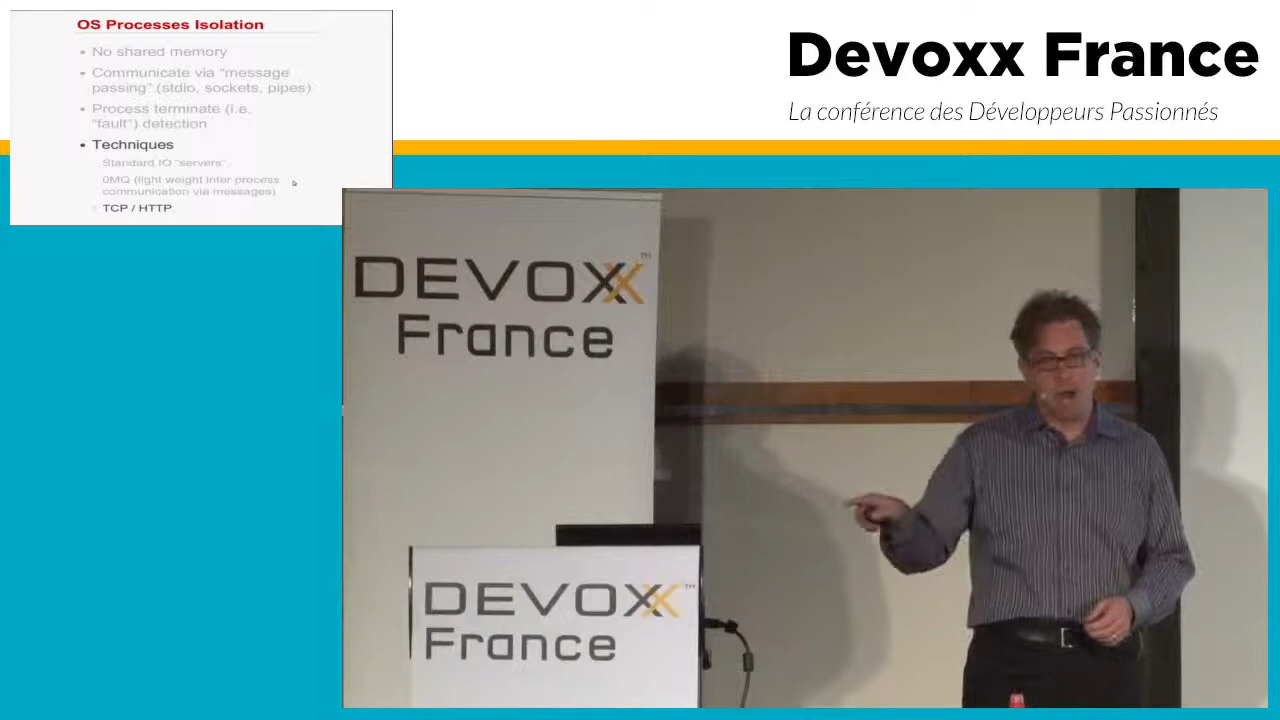 OS Processes Isolation
• No shared memory
• Communicate via "message
passing" (stdio, sockets, pipes)
• Process terminate (i.e.
"fault") detection
• Techniques
Standard IO "servers"
0MQ (light weight inter process
communication via messages)
TCP / HTTP
Devoxx France
La conférence des Développeurs Passionnés
DEVOXX™
France
DEVOXX™
France